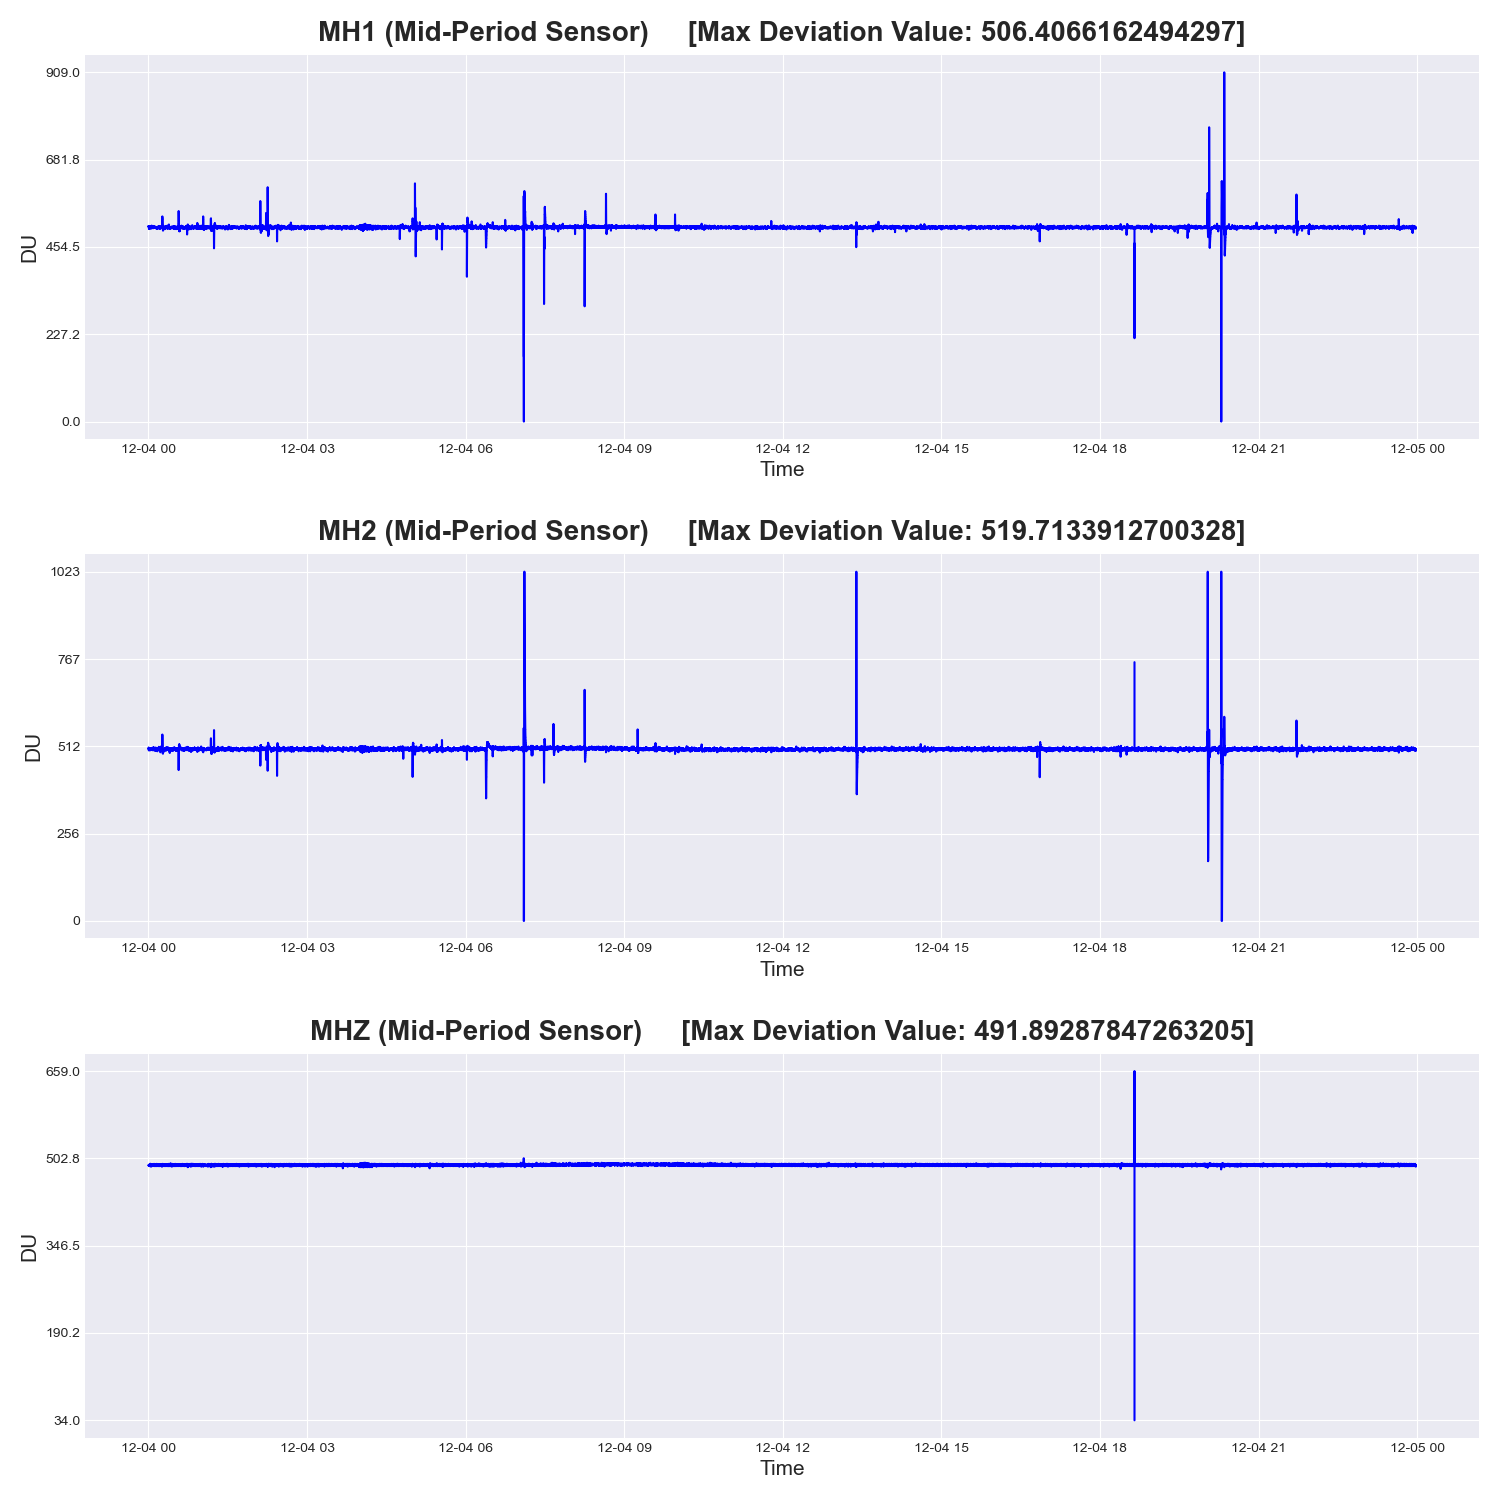 MH1 (Mid-Period Sensor) [Max Deviation Value: 506.4066162494297]
909.0
681.8
454.5
227.2
0.0
DU
12-04 00 12-04 03 12-04 06 12-04 09 12-04 12 12-04 15 12-04 18 12-04 21 12-05 00
Time
MH2 (Mid-Period Sensor) [Max Deviation Value: 519.7133912700328]
1023
767
512
256
0
DU
12-04 00 12-04 03 12-04 06 12-04 09 12-04 12 12-04 15 12-04 18 12-04 21 12-05 00
Time
MHZ (Mid-Period Sensor) [Max Deviation Value: 491.89287847263205]
659.0
502.8
346.5
190.2
34.0
DU
12-04 00 12-04 03 12-04 06 12-04 09 12-04 12 12-04 15 12-04 18 12-04 21 12-05 00
Time